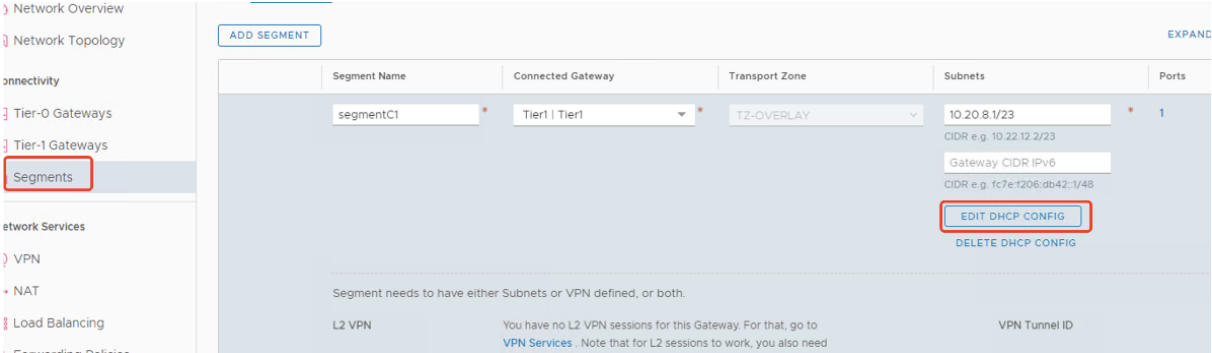 Network Overview
Network Topology
ADD SEGMENT
EXPAND
Segment Name Connected Gateway Transport Zone Subnets Ports
onnectivity
Tier-0 Gateways
segmentC1 * Tier1 | Tier1 * TZ-OVERLAY 10.20.8.1/23 * 1
CIDR e.g. 10.22.12.2/23
Tier-1 Gateways
Gateway CIDR IPv6
Segments
CIDR e.g. fc7e:f206:db42::1/48
EDIT DHCP CONFIG
etwork Services
DELETE DHCP CONFIG
VPN
NAT
Segment needs to have either Subnets or VPN defined, or both.
Load Balancing
L2 VPN You have no L2 VPN sessions for this Gateway. For that, go to VPN Tunnel ID
VPN Services . Note that for L2 sessions to work, you also need
Forwarding Policies